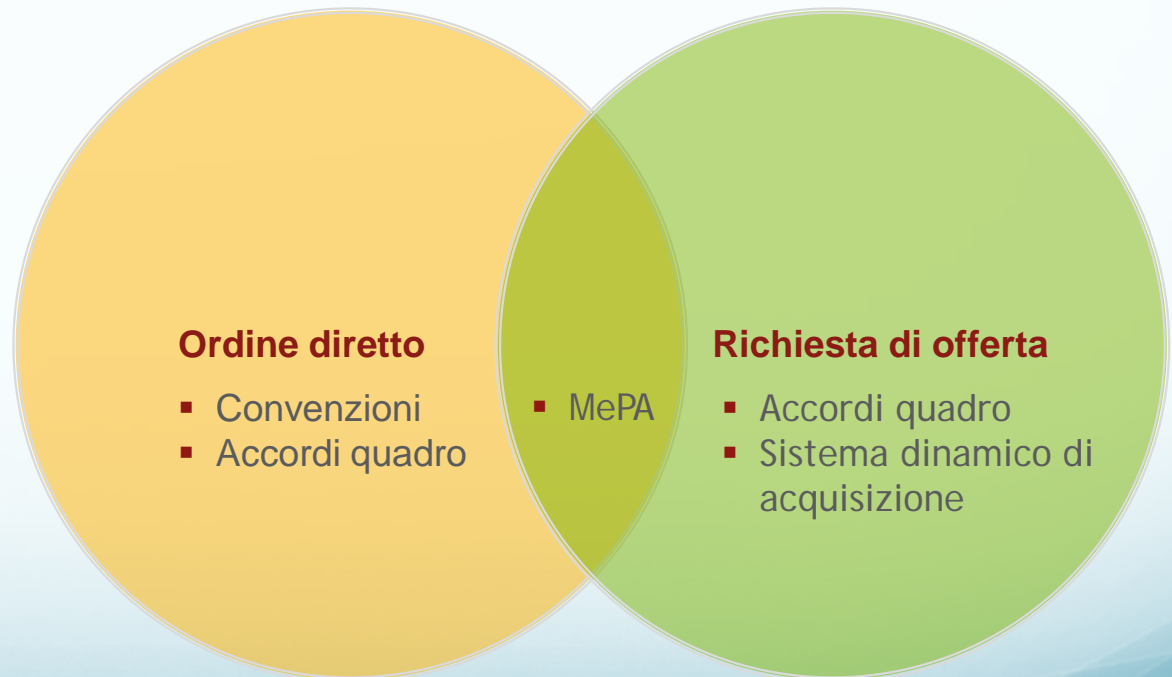 Ordine diretto
▪ Convenzioni
▪ Accordi quadro
▪ MePA
Richiesta di offerta
▪ Accordi quadro
▪ Sistema dinamico di
acquisizione